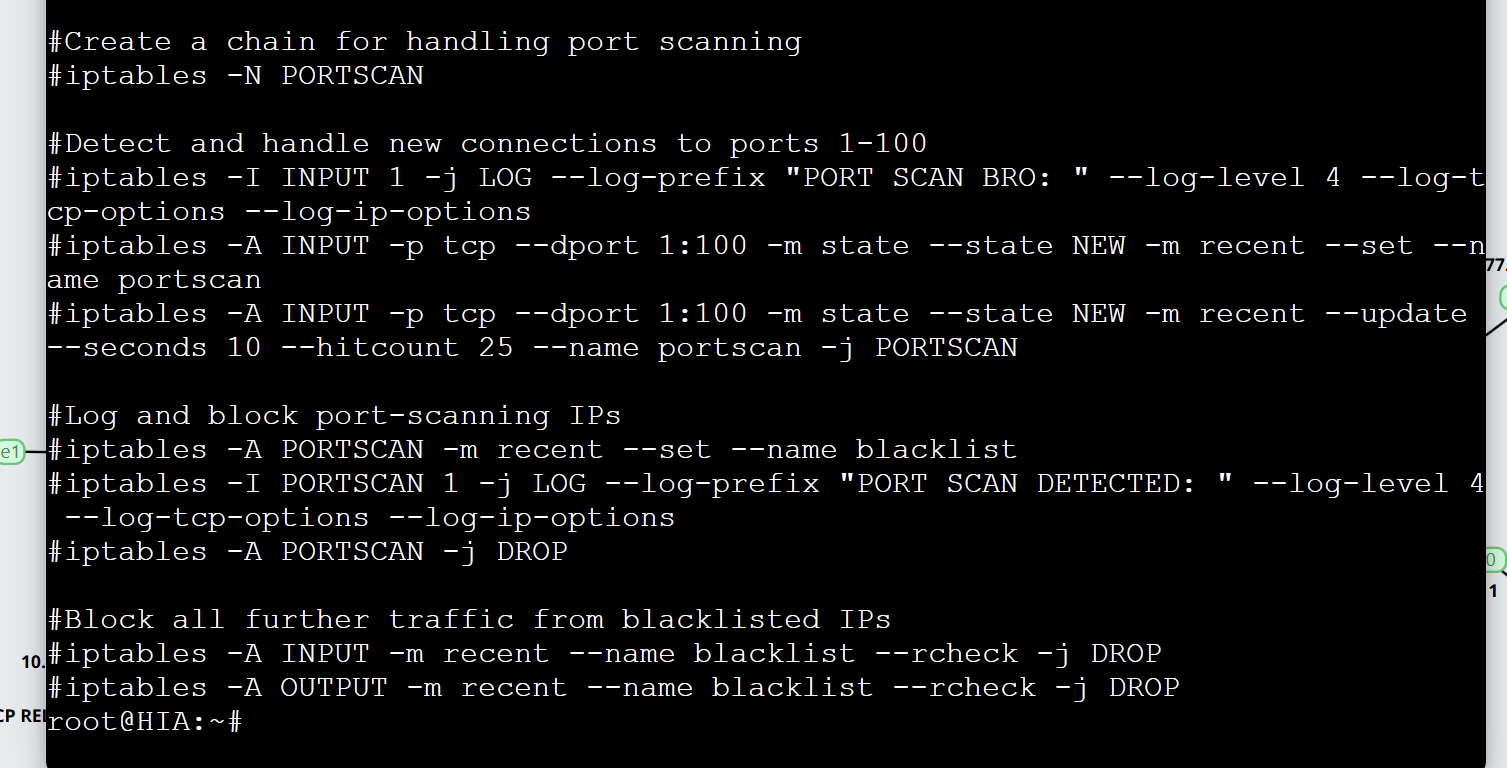 #Create a chain for handling port scanning
#iptables -N PORTSCAN
#Detect and handle new connections to ports 1-100
#iptables -I INPUT 1 -j LOG --log-prefix "PORT SCAN BRO: " --log-level 4 --log-t
cp-options --log-ip-options
#iptables -A INPUT -p tcp --dport 1:100 -m state --state NEW -m recent --set --n
ame portscan
77.
#iptables -A INPUT -p tcp --dport 1:100 -m state --state NEW -m recent --update
--seconds 10 --hitcount 25 --name portscan -j PORTSCAN
#Log and block port-scanning IPs
e1
#iptables -A PORTSCAN -m recent --set --name blacklist
#iptables -I PORTSCAN 1 -j LOG --log-prefix "PORT SCAN DETECTED: " --log-level 4
 --log-tcp-options --log-ip-options
#iptables -A PORTSCAN -j DROP
0
1
#Block all further traffic from blacklisted IPs
#iptables -A INPUT -m recent --name blacklist --rcheck -j DROP
10.
#iptables -A OUTPUT -m recent --name blacklist --rcheck -j DROP
CP REL
root@HIA:~#